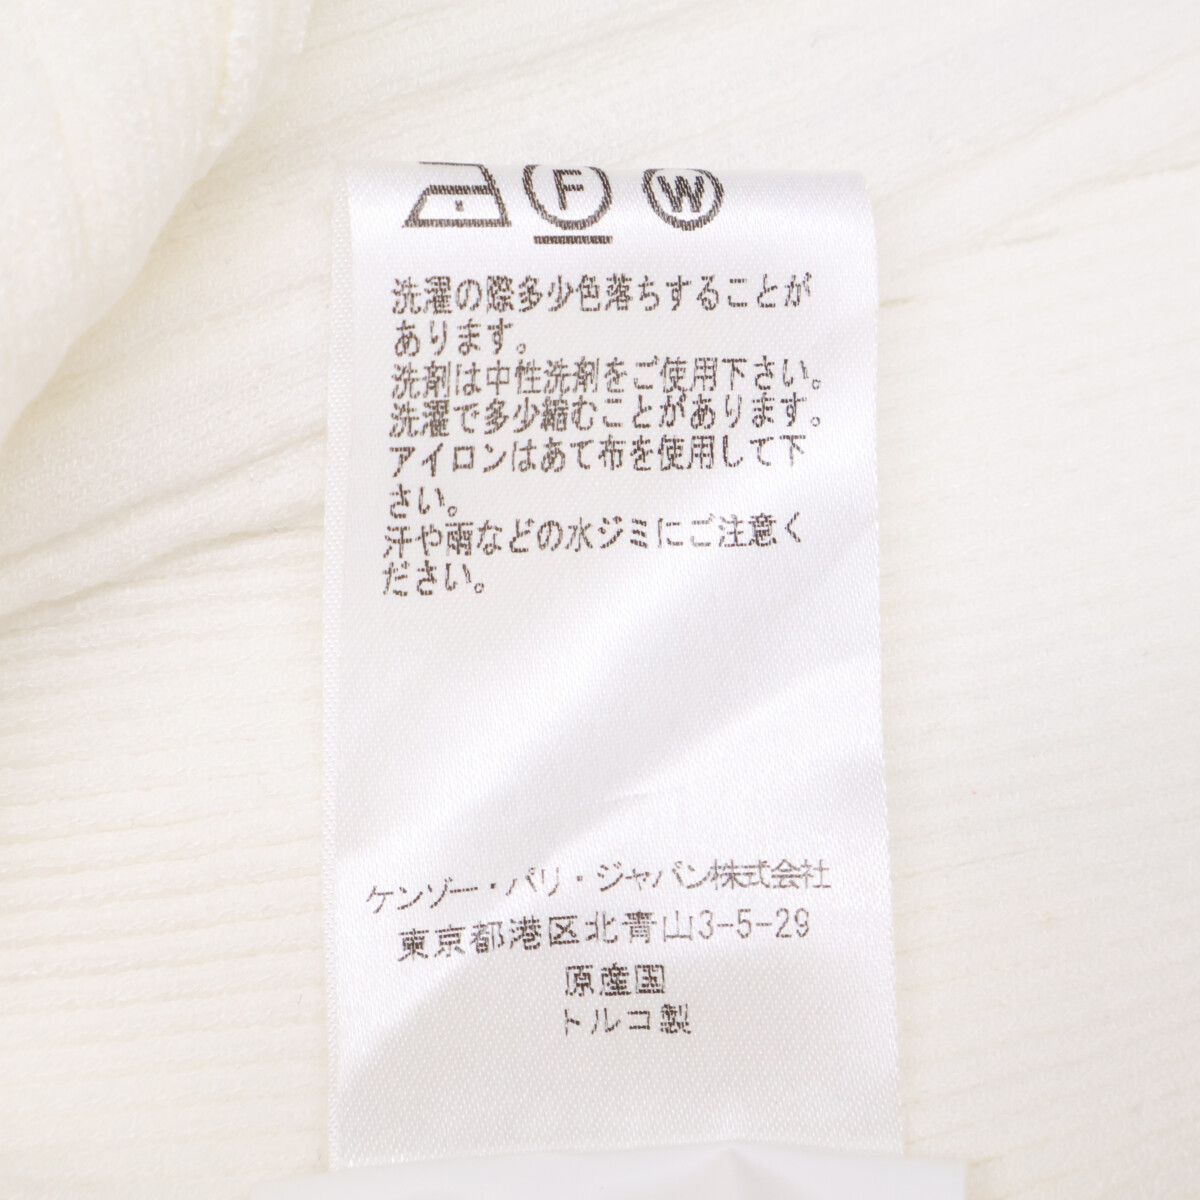 F W
洗濯の際多少色落ちすることが
あります。
洗剤は中性洗剤をご使用下さい。
洗濯で多少縮むことがあります。
アイロンはあて布を使用して下
さい。
汗や雨などの水ジミにご注意く
ださい。
ケンゾー・パリ・ジャパン株式会社
東京都港区北青山3-5-29
原産国
トルコ製